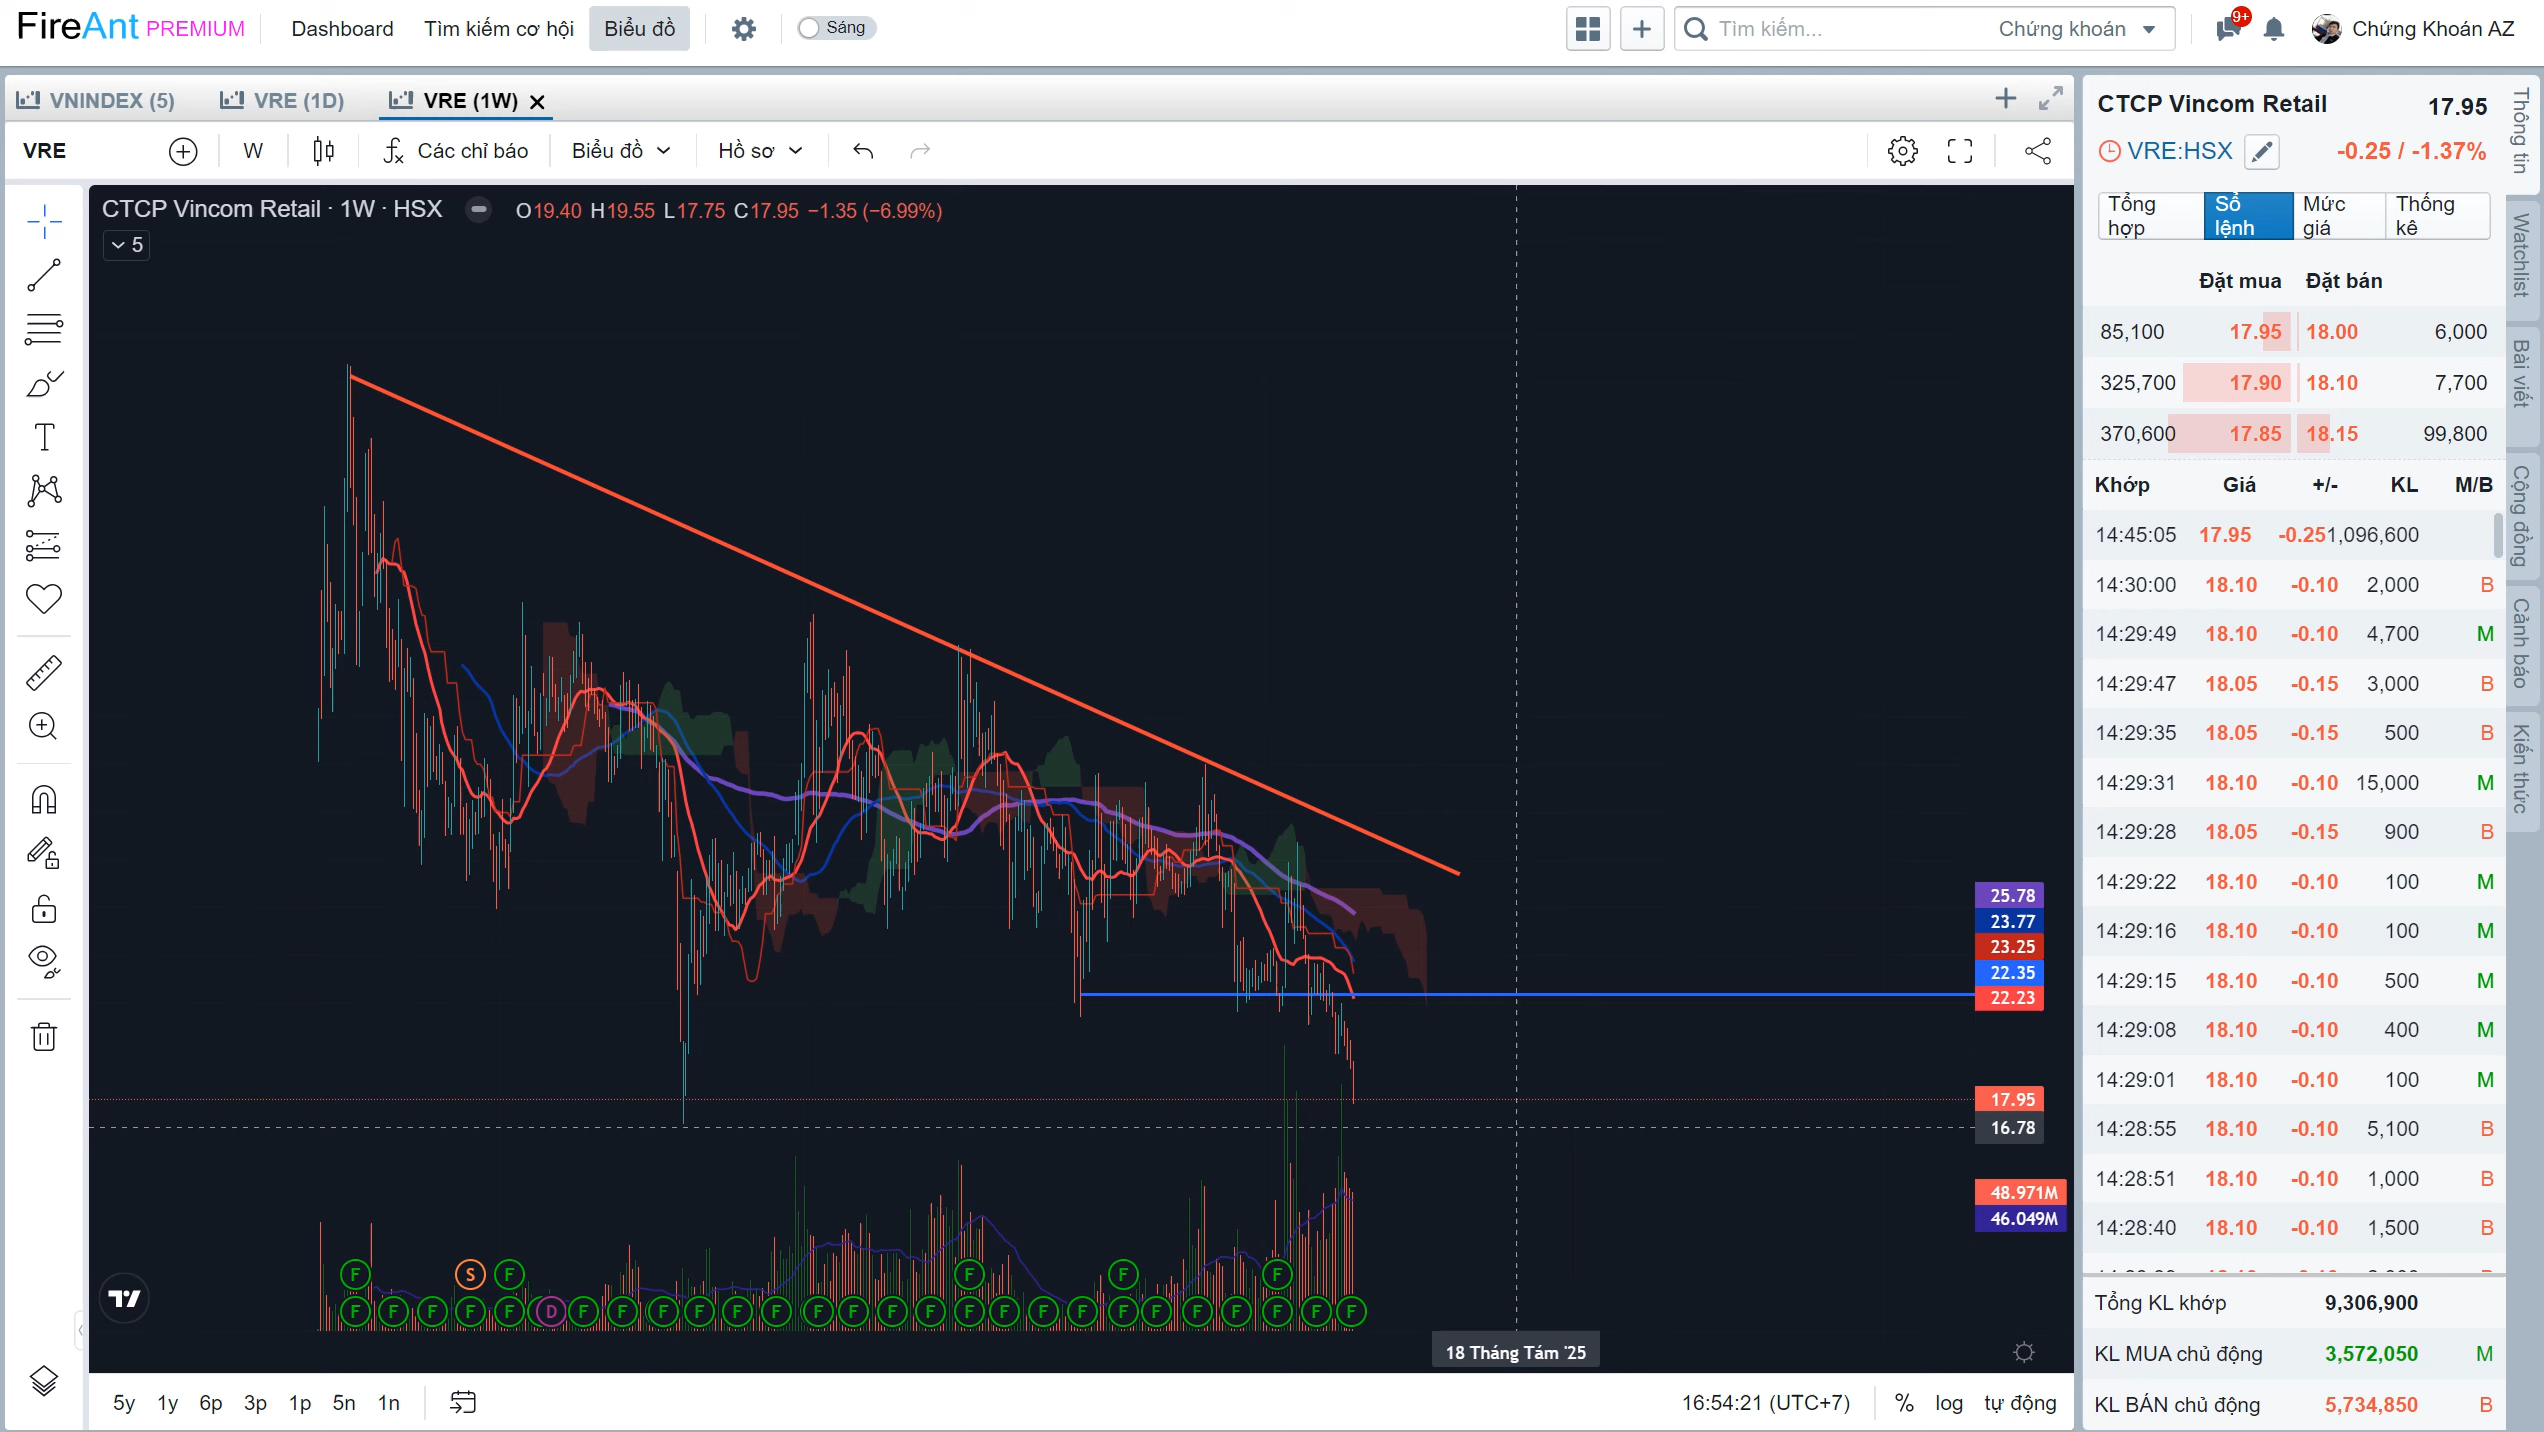 FireAnt PREMIUM Dashboard Tìm kiếm cơ hội Biểu đồ Sáng Tìm kiếm... Chứng khoán 9+ Chứng Khoán AZ
VNINDEX (5) VRE (1D) VRE (1W)
VRE W Các chỉ báo Biểu đồ Hồ sơ
CTCP Vincom Retail · 1W · HSX O19.40 H19.55 L17.75 C17.95 −1.35 (−6.99%)
5
25.78
23.77
23.25
22.35
22.23
17.95
16.78
48.971M
46.049M
F S F F F F
F F F F F D F F F F F F F F F F F F F F F F F F F F F
18 Tháng Tám '25
5y 1y 6p 3p 1p 5n 1n 16:54:21 (UTC+7) % log tự động
CTCP Vincom Retail 17.95
VRE:HSX -0.25 / -1.37%
Tổng hợp Sổ lệnh Mức giá Thống kê
Đặt mua Đặt bán
85,100 17.95 18.00 6,000
325,700 17.90 18.10 7,700
370,600 17.85 18.15 99,800
Khớp Giá +/- KL M/B
14:45:05 17.95 -0.25 1,096,600
14:30:00 18.10 -0.10 2,000 B
14:29:49 18.10 -0.10 4,700 M
14:29:47 18.05 -0.15 3,000 B
14:29:35 18.05 -0.15 500 B
14:29:31 18.10 -0.10 15,000 M
14:29:28 18.05 -0.15 900 B
14:29:22 18.10 -0.10 100 M
14:29:16 18.10 -0.10 100 M
14:29:15 18.10 -0.10 500 M
14:29:08 18.10 -0.10 400 M
14:29:01 18.10 -0.10 100 M
14:28:55 18.10 -0.10 5,100 B
14:28:51 18.10 -0.10 1,000 B
14:28:40 18.10 -0.10 1,500 B
Tổng KL khớp 9,306,900
KL MUA chủ động 3,572,050 M
KL BÁN chủ động 5,734,850 B
Thông tin
Watchlist
Bài viết
Cộng đồng
Cảnh báo
Kiến thức